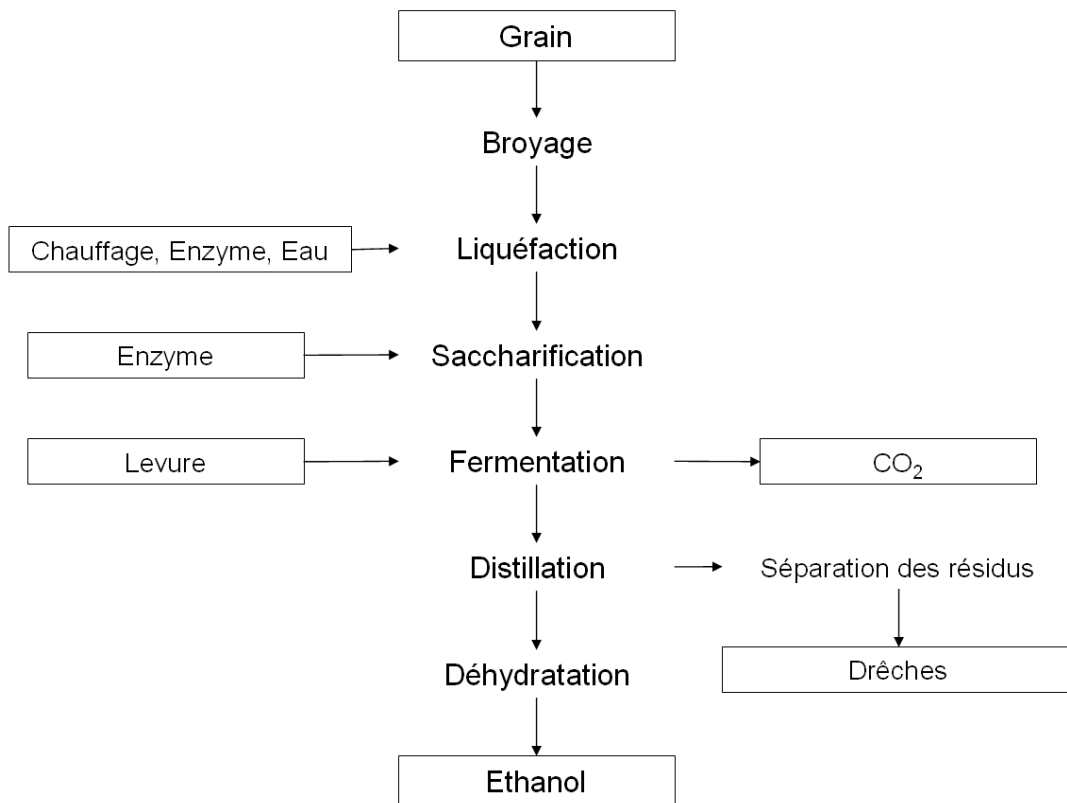 Grain
Broyage
Chauffage, Enzyme, Eau
Liquéfaction
Enzyme
Saccharification
Levure
Fermentation
CO₂
Distillation
Séparation des résidus
Déhydratation
Drêches
Ethanol